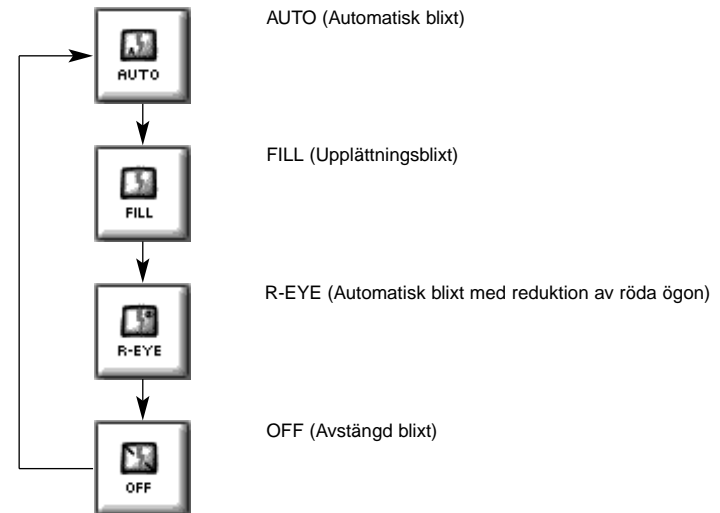 AUTO (Automatisk blixt)
AUTO
FILL (Upplättningsblixt)
FILL
R-EYE (Automatisk blixt med reduktion av röda ögon)
R-EYE
OFF (Avstängd blixt)
OFF